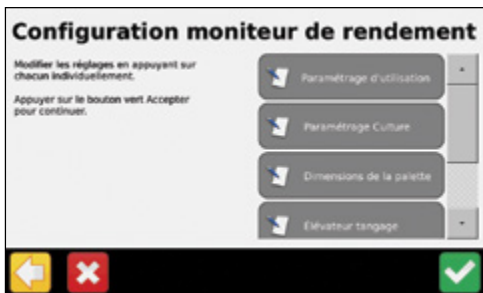 Configuration moniteur de rendement
Modifier les réglages en appuyant sur
chacun individuellement.
Appuyer sur le bouton vert Accepter
pour continuer.
Paramétrage d'utilisation
Paramétrage Culture
Dimensions de la palette
Élévateur tangage